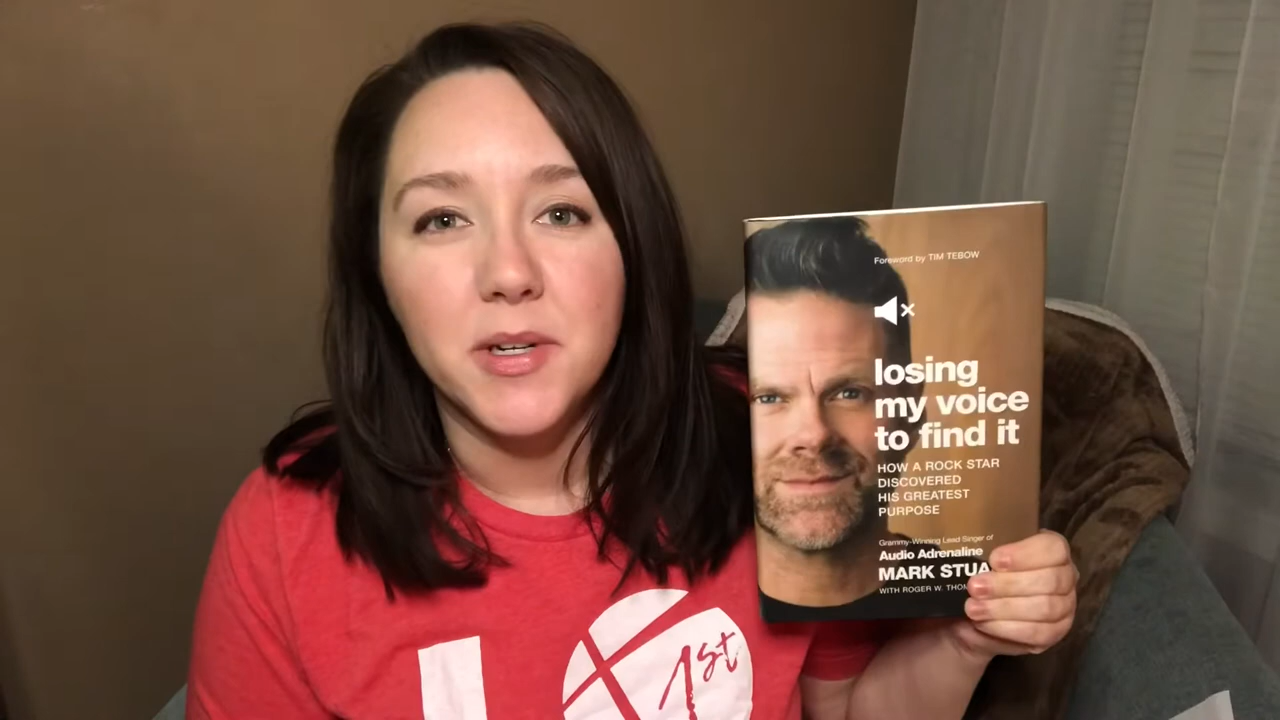 Foreword by TIM TEBOW
losing
my voice
to find it
HOW A ROCK STAR
DISCOVERED
HIS GREATEST
PURPOSE
Grammy-Winning Lead Singer of
Audio Adrenaline
MARK
WITH ROGER W.
1st